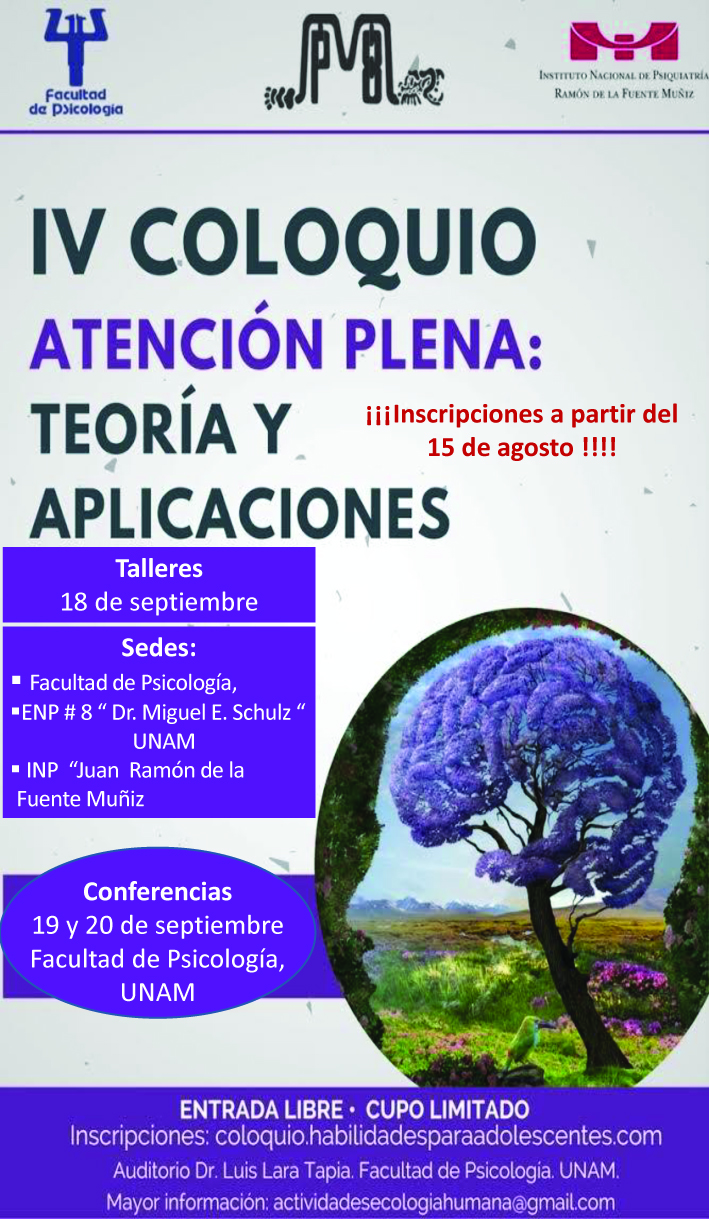 Facultad
de Psicología
INSTITUTO NACIONAL DE PSIQUIATRÍA
RAMÓN DE LA FUENTE MUÑIZ
IV COLOQUIO
ATENCIÓN PLENA:
TEORÍA Y
APLICACIONES
¡¡¡Inscripciones a partir del
15 de agosto !!!!
Talleres
18 de septiembre
Sedes:
▪ Facultad de Psicología,
▪ENP # 8 “ Dr. Miguel E. Schulz “
UNAM
▪ INP “Juan Ramón de la
Fuente Muñiz
Conferencias
19 y 20 de septiembre
Facultad de Psicología,
UNAM
ENTRADA LIBRE • CUPO LIMITADO
Inscripciones: coloquio.habilidadesparaadolescentes.com
Auditorio Dr. Luis Lara Tapia. Facultad de Psicología. UNAM.
Mayor información: actividadesecologiahumana@gmail.com